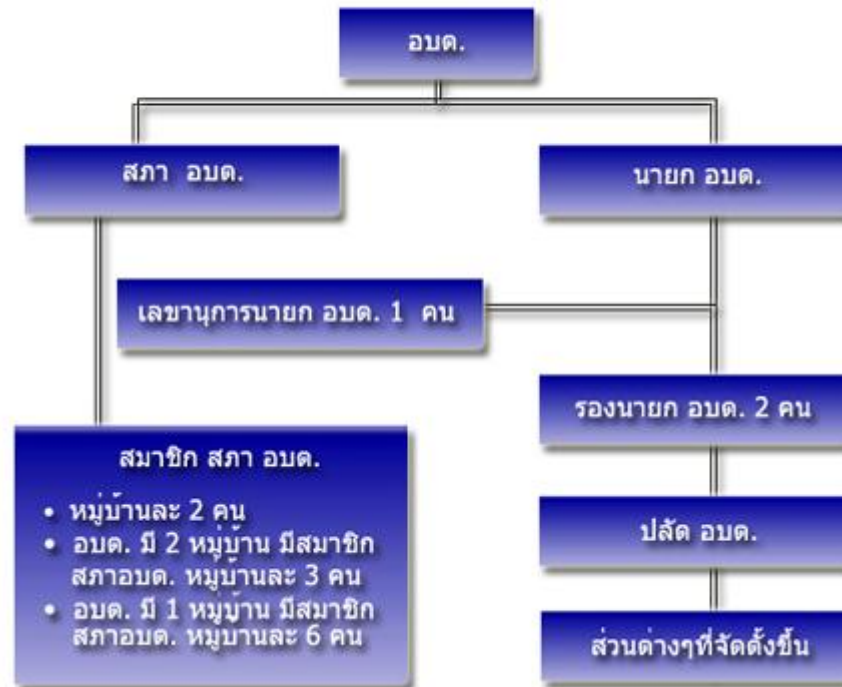 อบต.
สภา อบต.
นายก อบต.
เลขานุการนายก อบต. 1 คน
รองนายก อบต. 2 คน
สมาชิก สภา อบต.
• หมู่บ้านละ 2 คน
• อบต. มี 2 หมู่บ้าน มีสมาชิก
สภาอบต. หมู่บ้านละ 3 คน
• อบต. มี 1 หมู่บ้าน มีสมาชิก
สภาอบต. หมู่บ้านละ 6 คน
ปลัด อบต.
ส่วนต่างๆที่จัดตั้งขึ้น